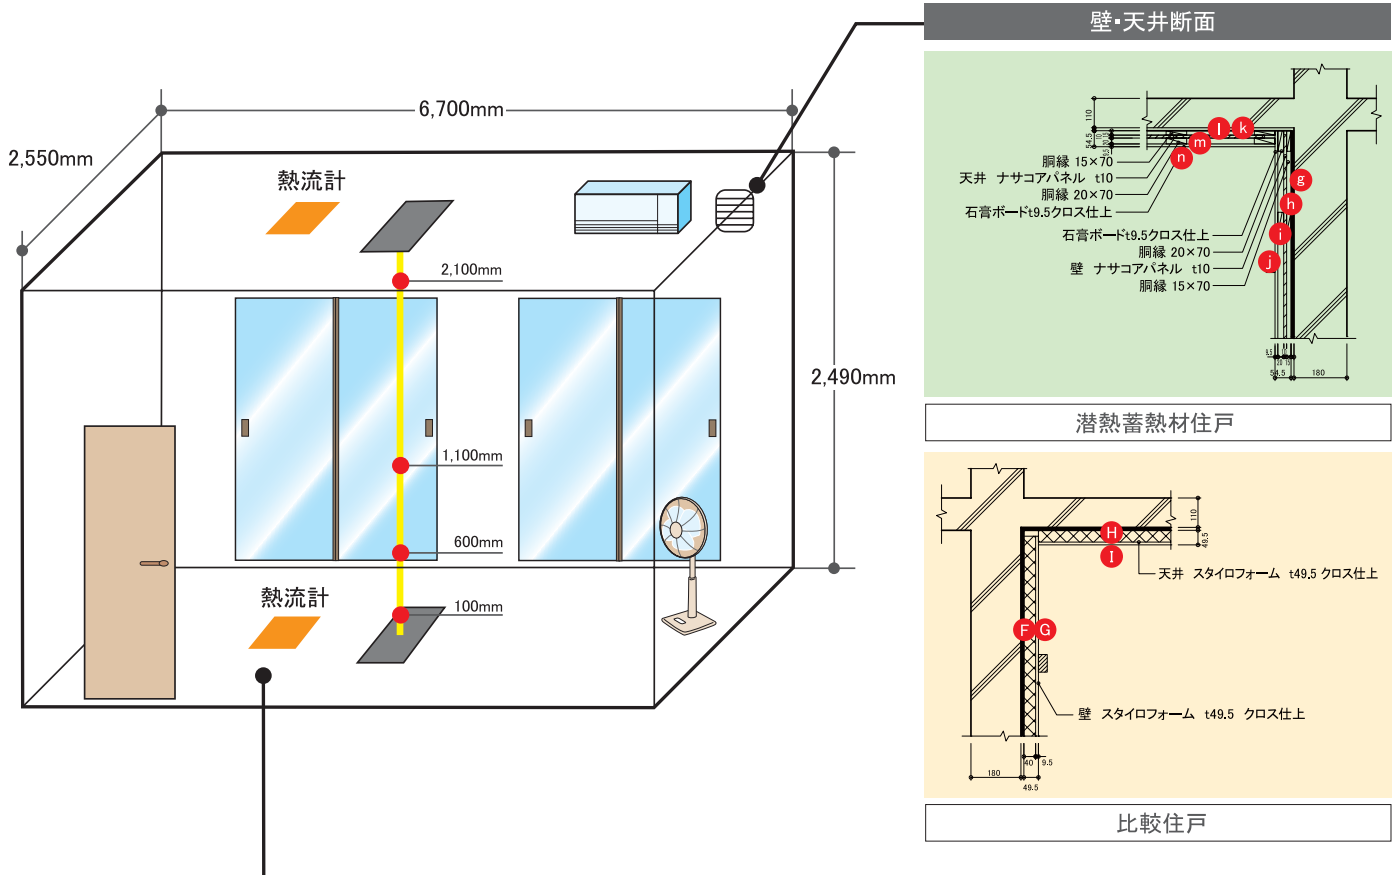 6,700mm
2,550mm
熱流計
2,100mm
2,490mm
1,100mm
600mm
熱流計
100mm
壁・天井断面
110
54.5
l
k
m
n
胴縁 15×70
天井 ナサコアパネル t10
胴縁 20×70
石膏ボードt9.5クロス仕上
g
h
i
j
石膏ボードt9.5クロス仕上
胴縁 20×70
壁 ナサコアパネル t10
胴縁 15×70
9.5
20
10
15
54.5
180
潜熱蓄熱材住戸
110
49.5
H
I
天井 スタイロフォーム t49.5 クロス仕上
F
G
壁 スタイロフォーム t49.5 クロス仕上
180
40
9.5
49.5
比較住戸